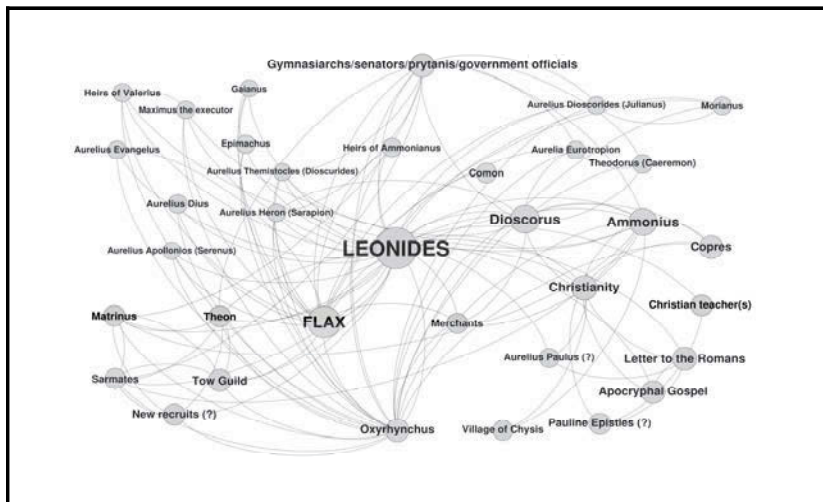 Gymnasiarchs/senators/prytanis/government officials
Gaianus
Heirs of Valerius
Maximus the executor
Aurelius Dioscorides (Julianus)
Morianus
Aurelius Evangelus
Epimachus
Heirs of Ammonianus
Aurelia Eurotropion
Theodorus (Caeremon)
Aurelius Themistocles (Dioscurides)
Comon
Aurelius Dius
Aurelius Heron (Sarapion)
Dioscorus
Ammonius
Aurelius Apollonios (Serenus)
LEONIDES
Copres
Christianity
Christian teacher(s)
Matrinus
Theon
FLAX
Merchants
Aurelius Paulus (?)
Letter to the Romans
Sarmates
Tow Guild
Apocryphal Gospel
New recruits (?)
Oxyrhynchus
Village of Chysis
Pauline Epistles (?)